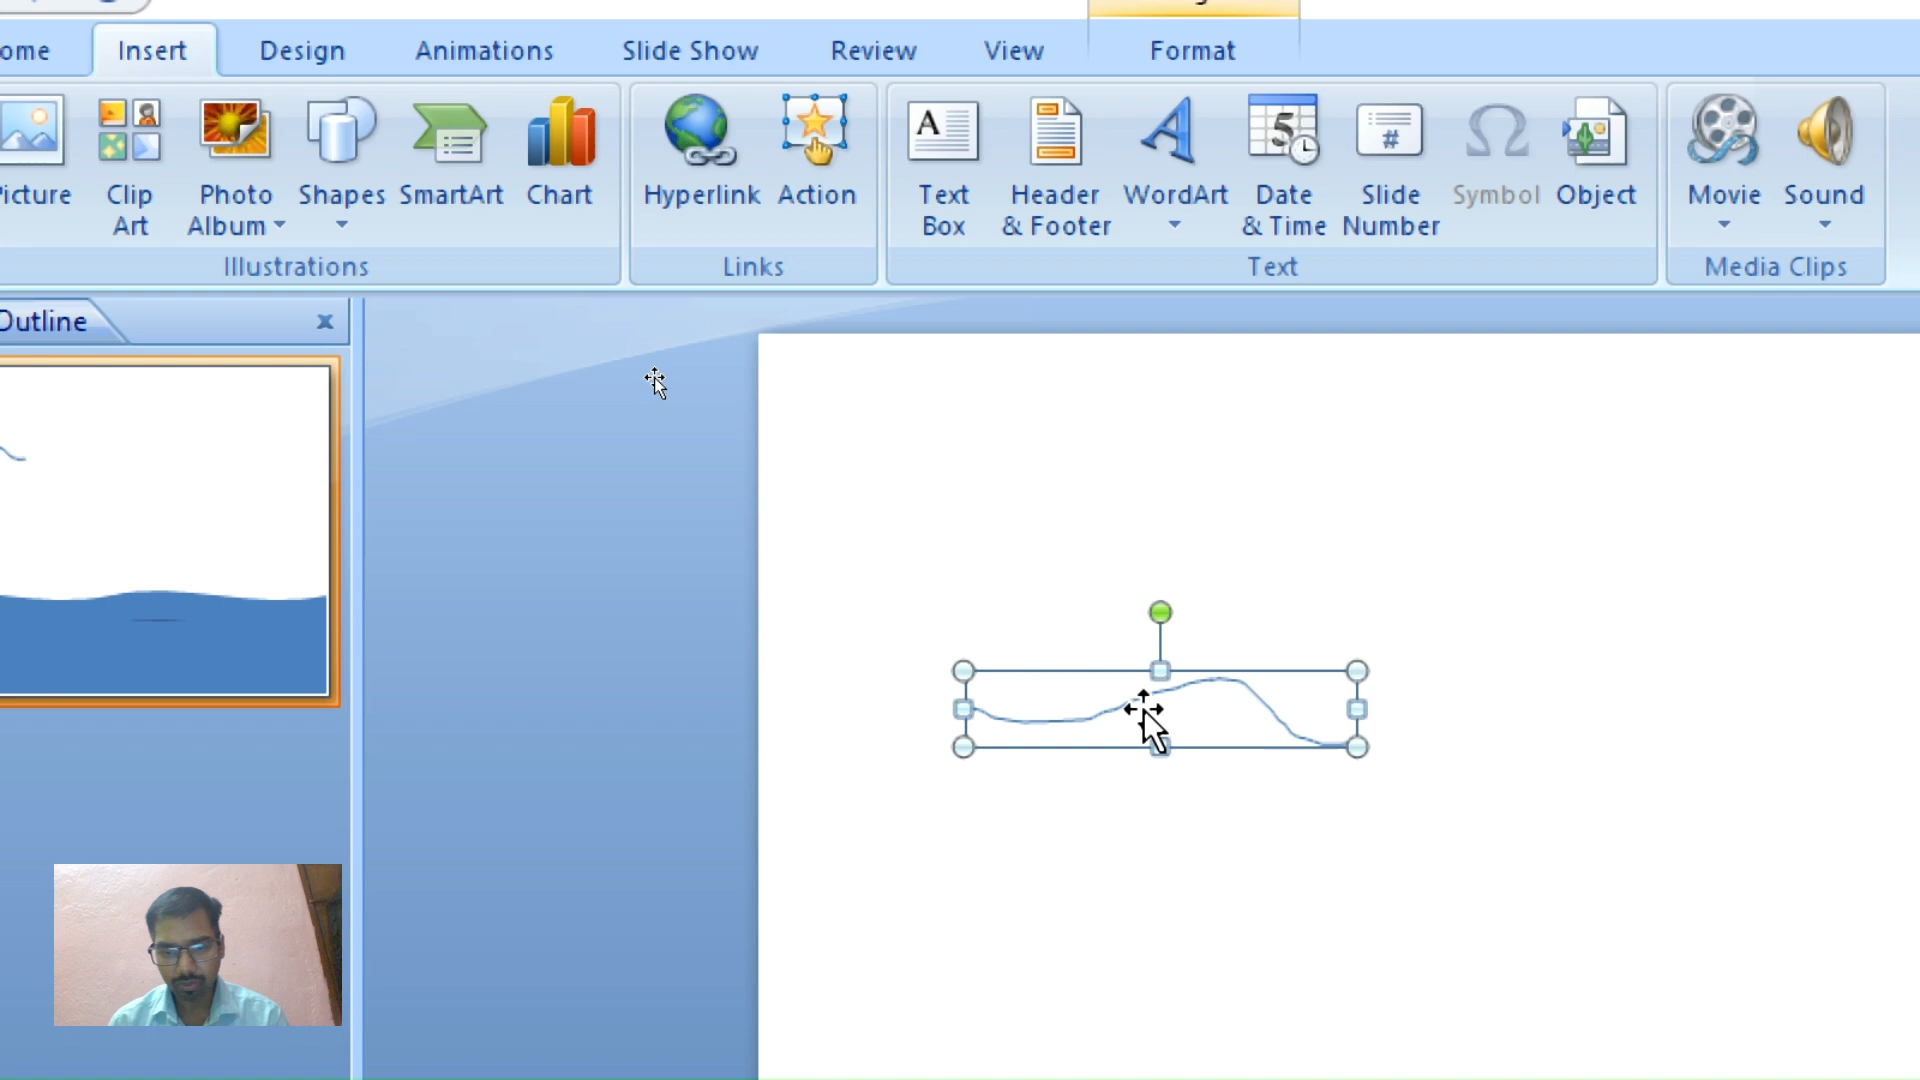 ome Insert Design Animations Slide Show Review View Format
icture Clip Art Photo Album Shapes SmartArt Chart Hyperlink Action Text Box Header & Footer WordArt Date & Time Slide Number Symbol Object Movie Sound
Illustrations Links Text Media Clips
Outline